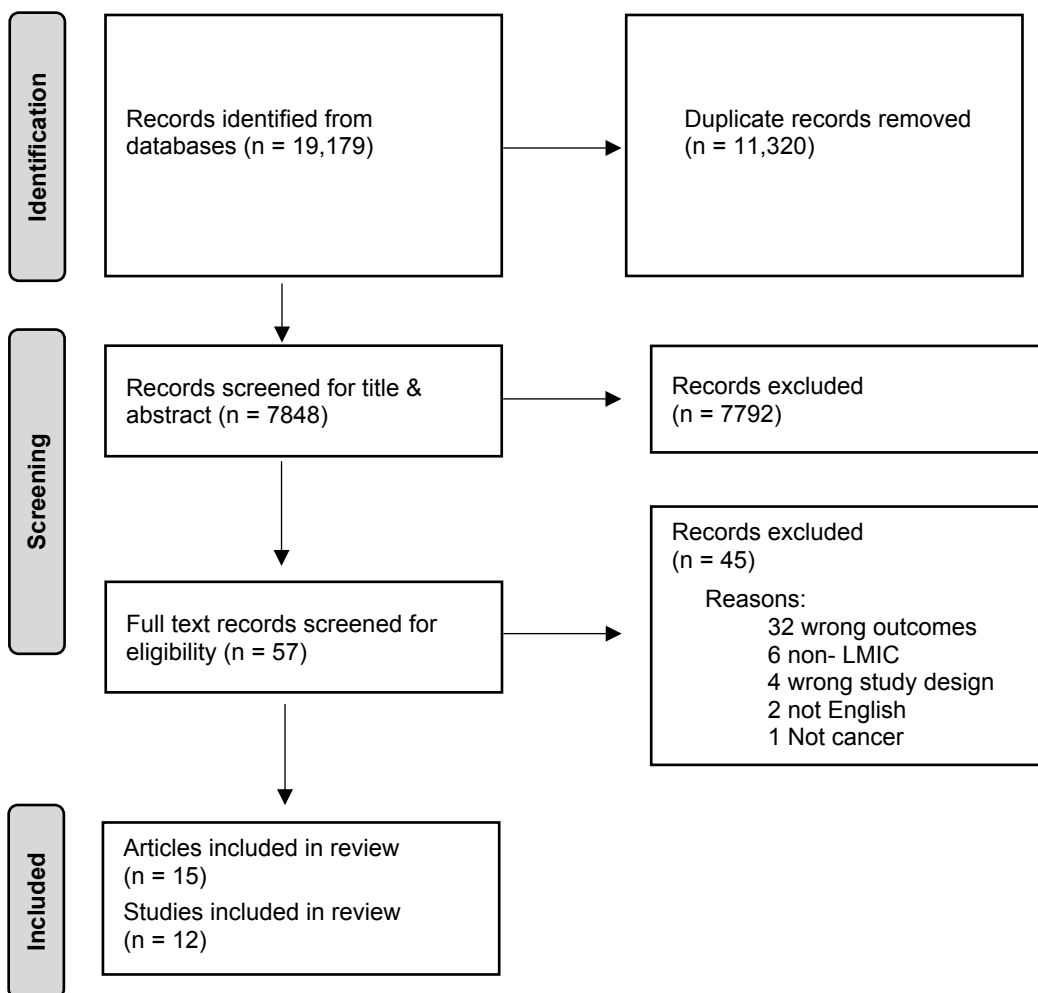 Identification
Records identified from
databases (n = 19,179)
Duplicate records removed
(n = 11,320)
Screening
Records screened for title &
abstract (n = 7848)
Records excluded
(n = 7792)
Full text records screened for
eligibility (n = 57)
Records excluded
(n = 45)
Reasons:
32 wrong outcomes
6 non- LMIC
4 wrong study design
2 not English
1 Not cancer
Included
Articles included in review
(n = 15)
Studies included in review
(n = 12)